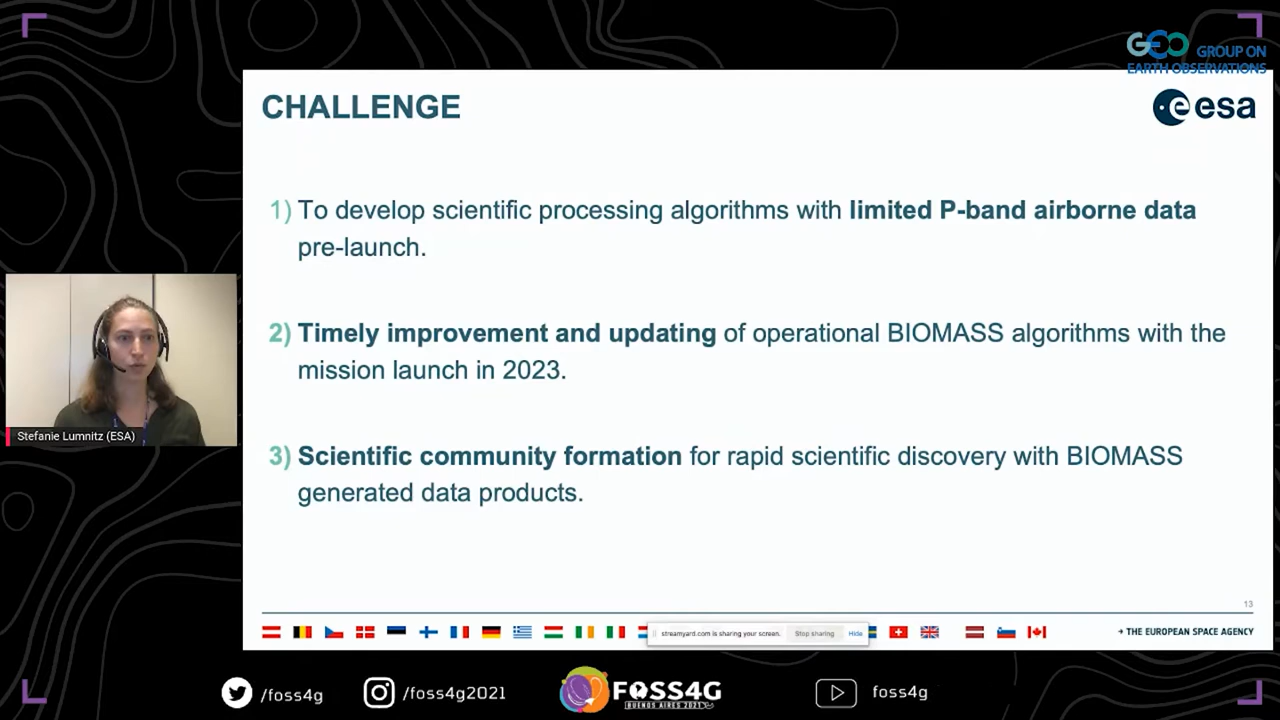 GEO GROUP ON
EARTH OBSERVATIONS
CHALLENGE
esa
1) To develop scientific processing algorithms with limited P-band airborne data
pre-launch.
2) Timely improvement and updating of operational BIOMASS algorithms with the
mission launch in 2023.
3) Scientific community formation for rapid scientific discovery with BIOMASS
generated data products.
Stefanie Lumnitz (ESA)
13
streamyard.com is sharing your screen.
Stop sharing
Hide
→ THE EUROPEAN SPACE AGENCY
/foss4g
/foss4g2021
FOSS4G
BUENOS AIRES 2021
foss4g